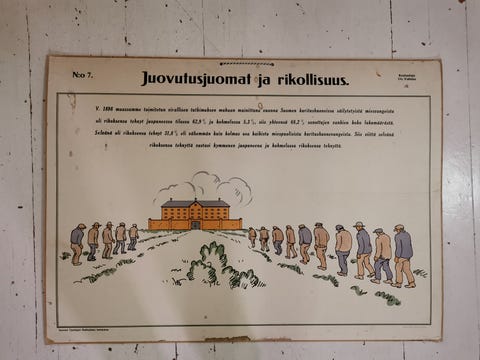 N:o 7.
Juovutusjuomat ja rikollisuus.
V. 1898 maassamme toimitetun virallisen tutkimuksen mukaan mainittuna vuonna Suomen kuritushuoneissa säilytetyistä miesvangeista
oli rikoksensa tehnyt juopuneena tilassa 62,9 % ja kohmelossa 5,3 %, siis yhteensä 68,2 % sanottujen vankien koko lukumäärästä.
Selvänä oli rikoksensa tehnyt 31,8 % eli vähemmän kuin kolmas osa kaikista miespuolisista kuritushuonevangeista. Siis sitä selvänä
rikoksensa tehnyttä vastasi kymmenen juopuneena ja kohmelossa rikoksensa tehnyttä.